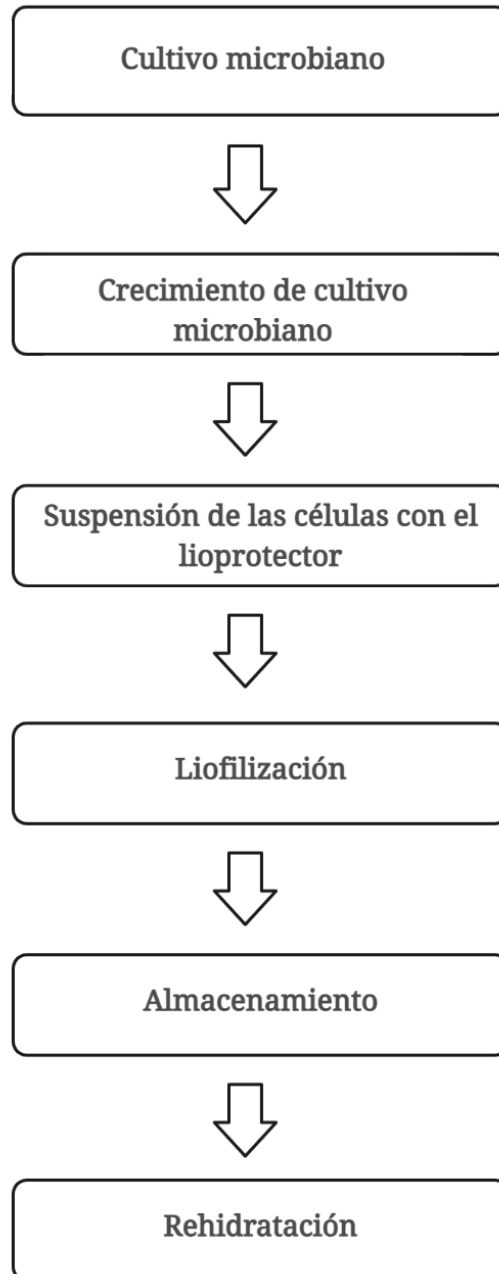 Cultivo microbiano
Crecimiento de cultivo
microbiano
Suspensión de las células con el
lioprotector
Liofilización
Almacenamiento
Rehidratación